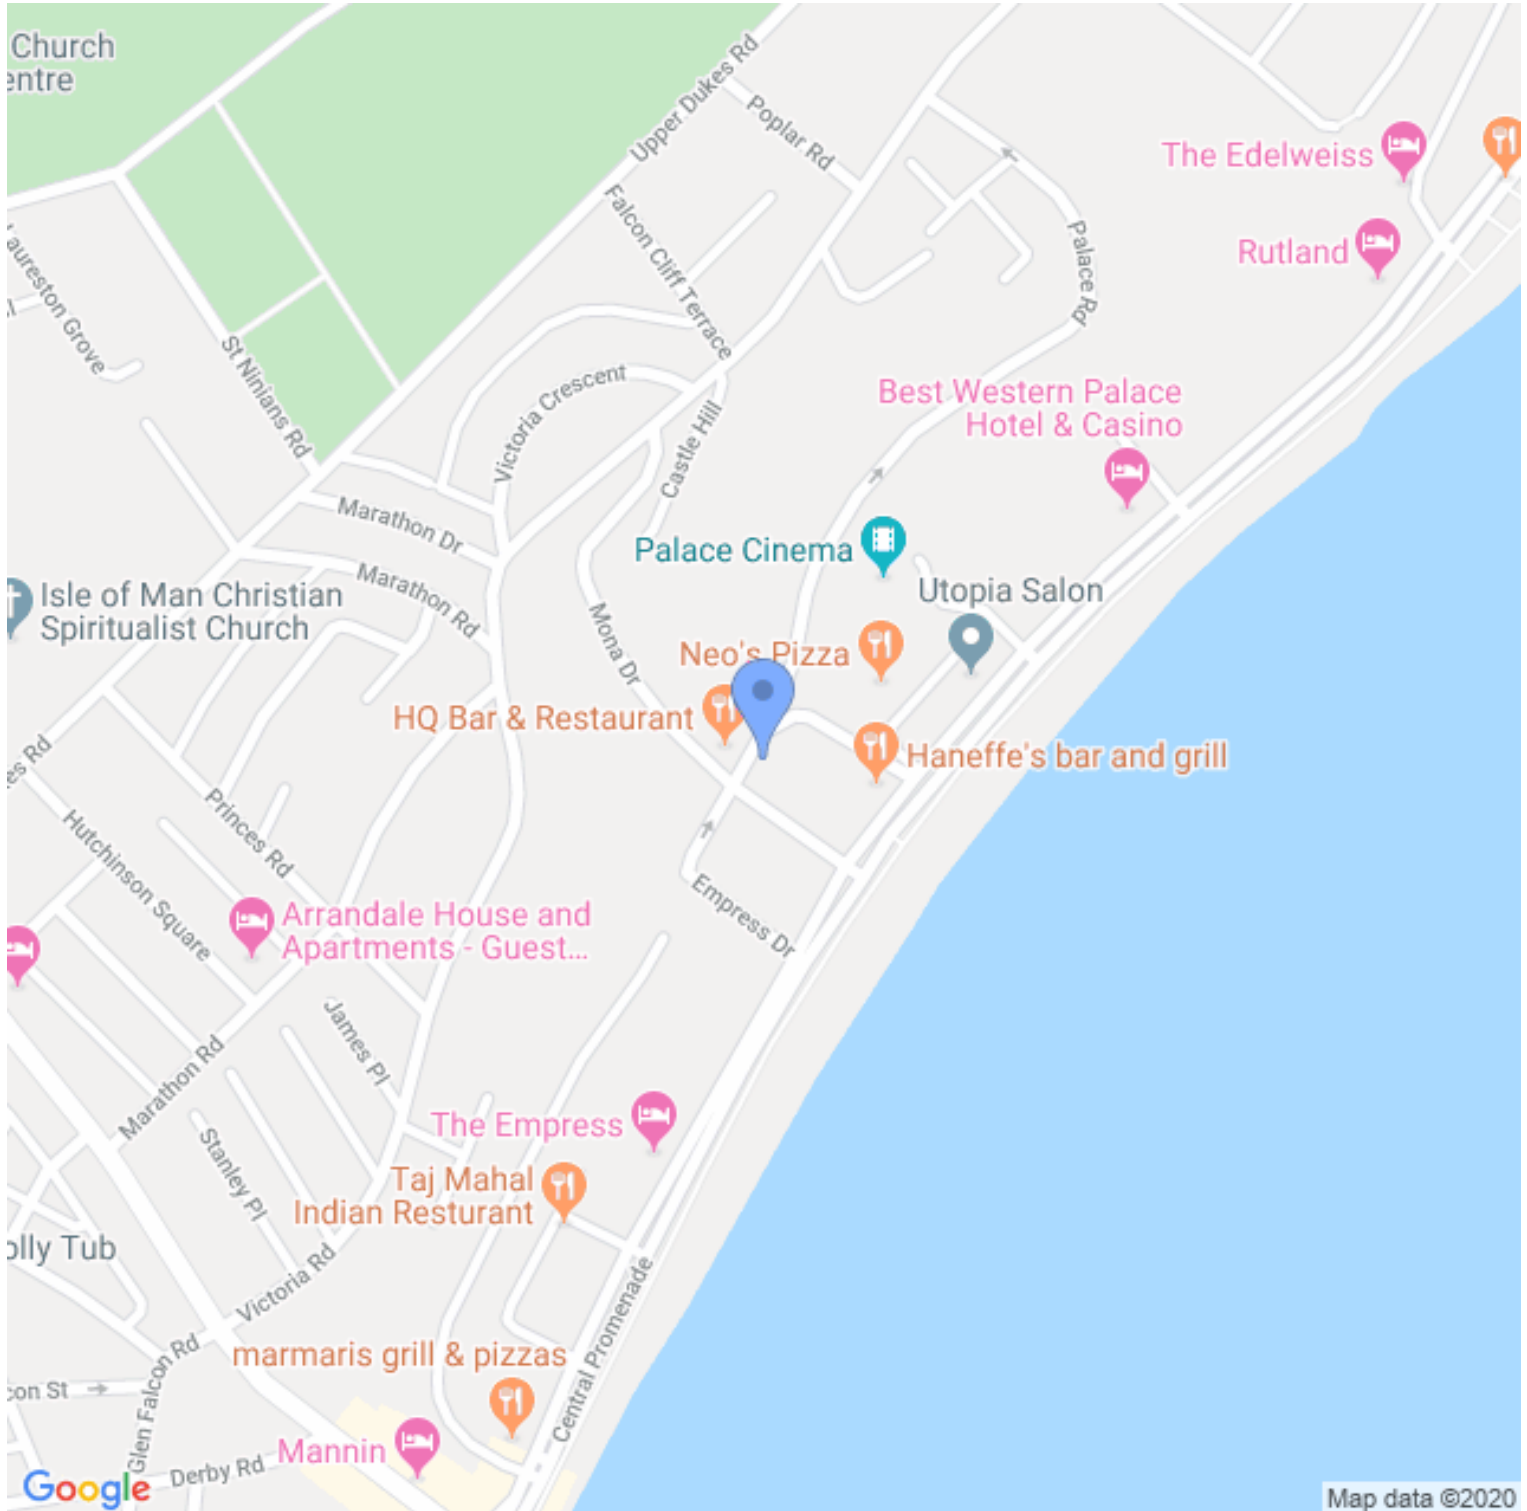 Church
entre
Upper Dukes Rd
Poplar Rd
The Edelweiss
Falcon Cliff Terrace
Palace Rd
Rutland
Laureston Grove
St Ninians Rd
Victoria Crescent
Castle Hill
Best Western Palace
Hotel & Casino
Marathon Dr
Palace Cinema
Marathon Rd
Utopia Salon
Isle of Man Christian
Spiritualist Church
Mona Dr
Neo's Pizza
HQ Bar & Restaurant
Haneffe's bar and grill
es Rd
Princes Rd
Hutchinson Square
Empress Dr
Arrandale House and
Apartments - Guest...
James Pl
Marathon Rd
The Empress
Stanley Pl
Taj Mahal
Indian Resturant
olly Tub
Victoria Rd
Central Promenade
marmaris grill & pizzas
con St
Glen Falcon Rd
Mannin
Derby Rd
Google
Map data ©2020